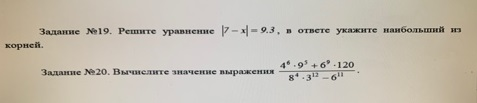 Задание №19. Решите уравнение |7 − x| = 9.3, в ответе укажите наибольший из
корней.
Задание №20. Вычислите значение выражения (4⁶ · 9⁵ + 6⁹ · 120)/(8⁴ · 3¹² − 6¹¹).